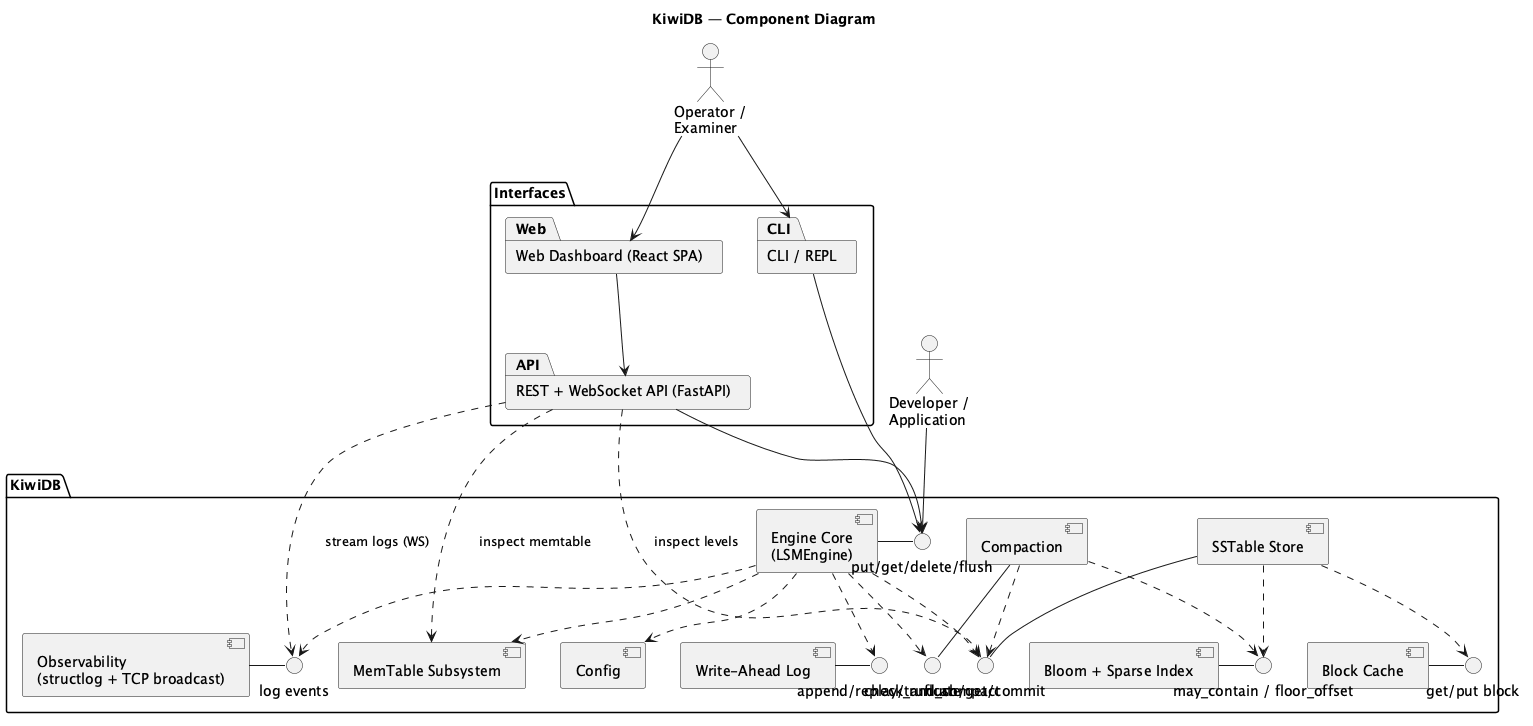 KiwiDB — Component Diagram
Operator /
Examiner
Interfaces
Web
Web Dashboard (React SPA)
CLI
CLI / REPL
API
REST + WebSocket API (FastAPI)
Developer /
Application
KiwiDB
stream logs (WS)
inspect memtable
inspect levels
Engine Core
(LSMEngine)
put/get/delete/flush
Compaction
SSTable Store
Observability
(structlog + TCP broadcast)
log events
MemTable Subsystem
Config
Write-Ahead Log
Bloom + Sparse Index
may_contain / floor_offset
Block Cache
get/put block